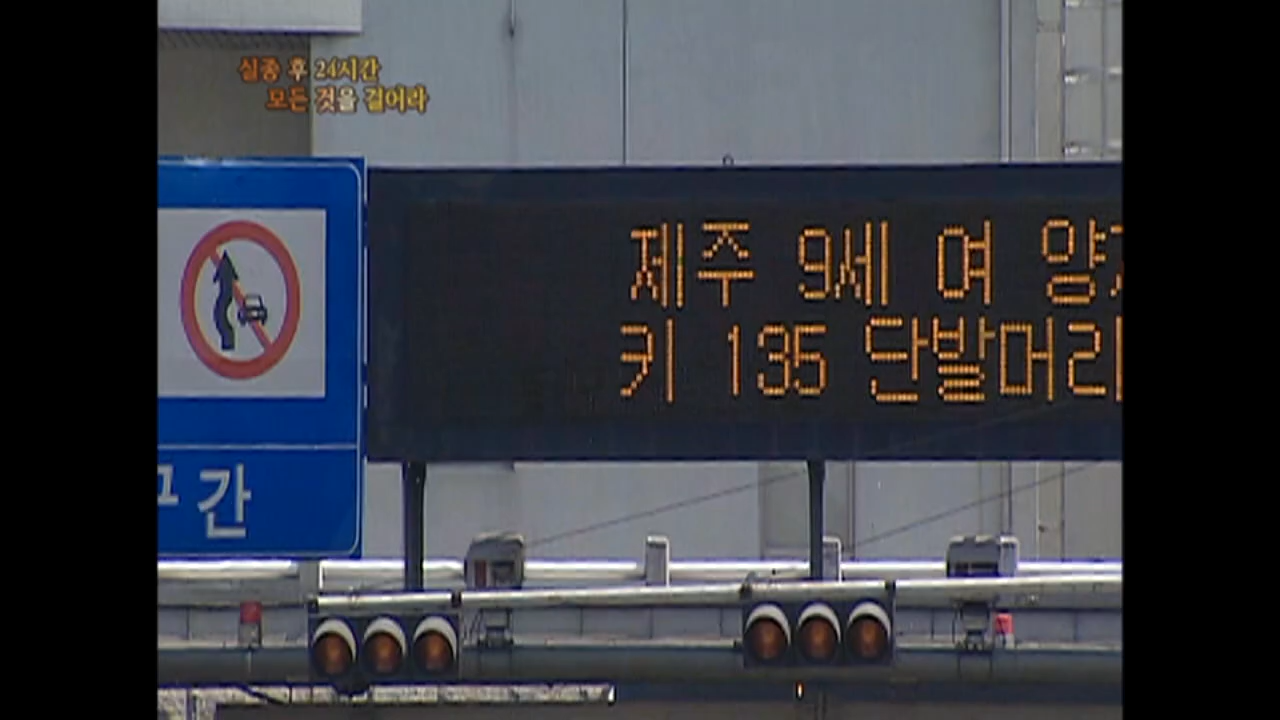 실종 후 24시간
모든 것을 걸어라
제주 9세 여 양
키 135 단발머리
간